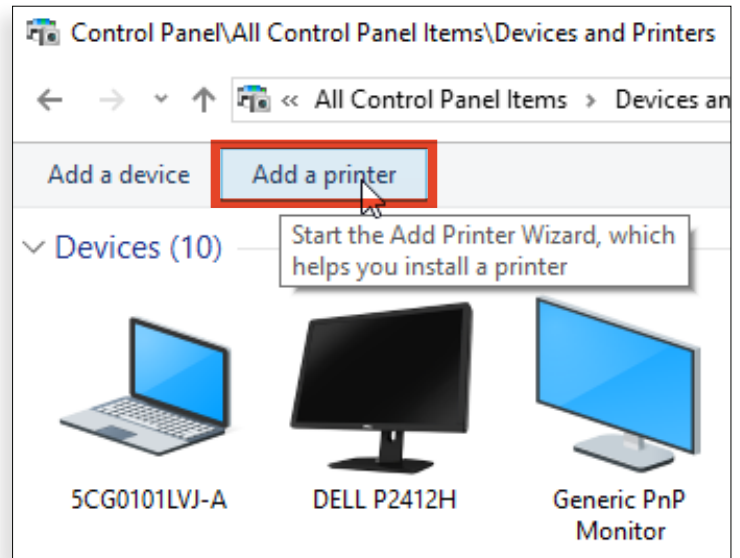 Control Panel\All Control Panel Items\Devices and Printers
« All Control Panel Items > Devices an
Add a device Add a printer
Start the Add Printer Wizard, which
helps you install a printer
Devices (10)
5CG0101LVJ-A DELL P2412H Generic PnP
Monitor